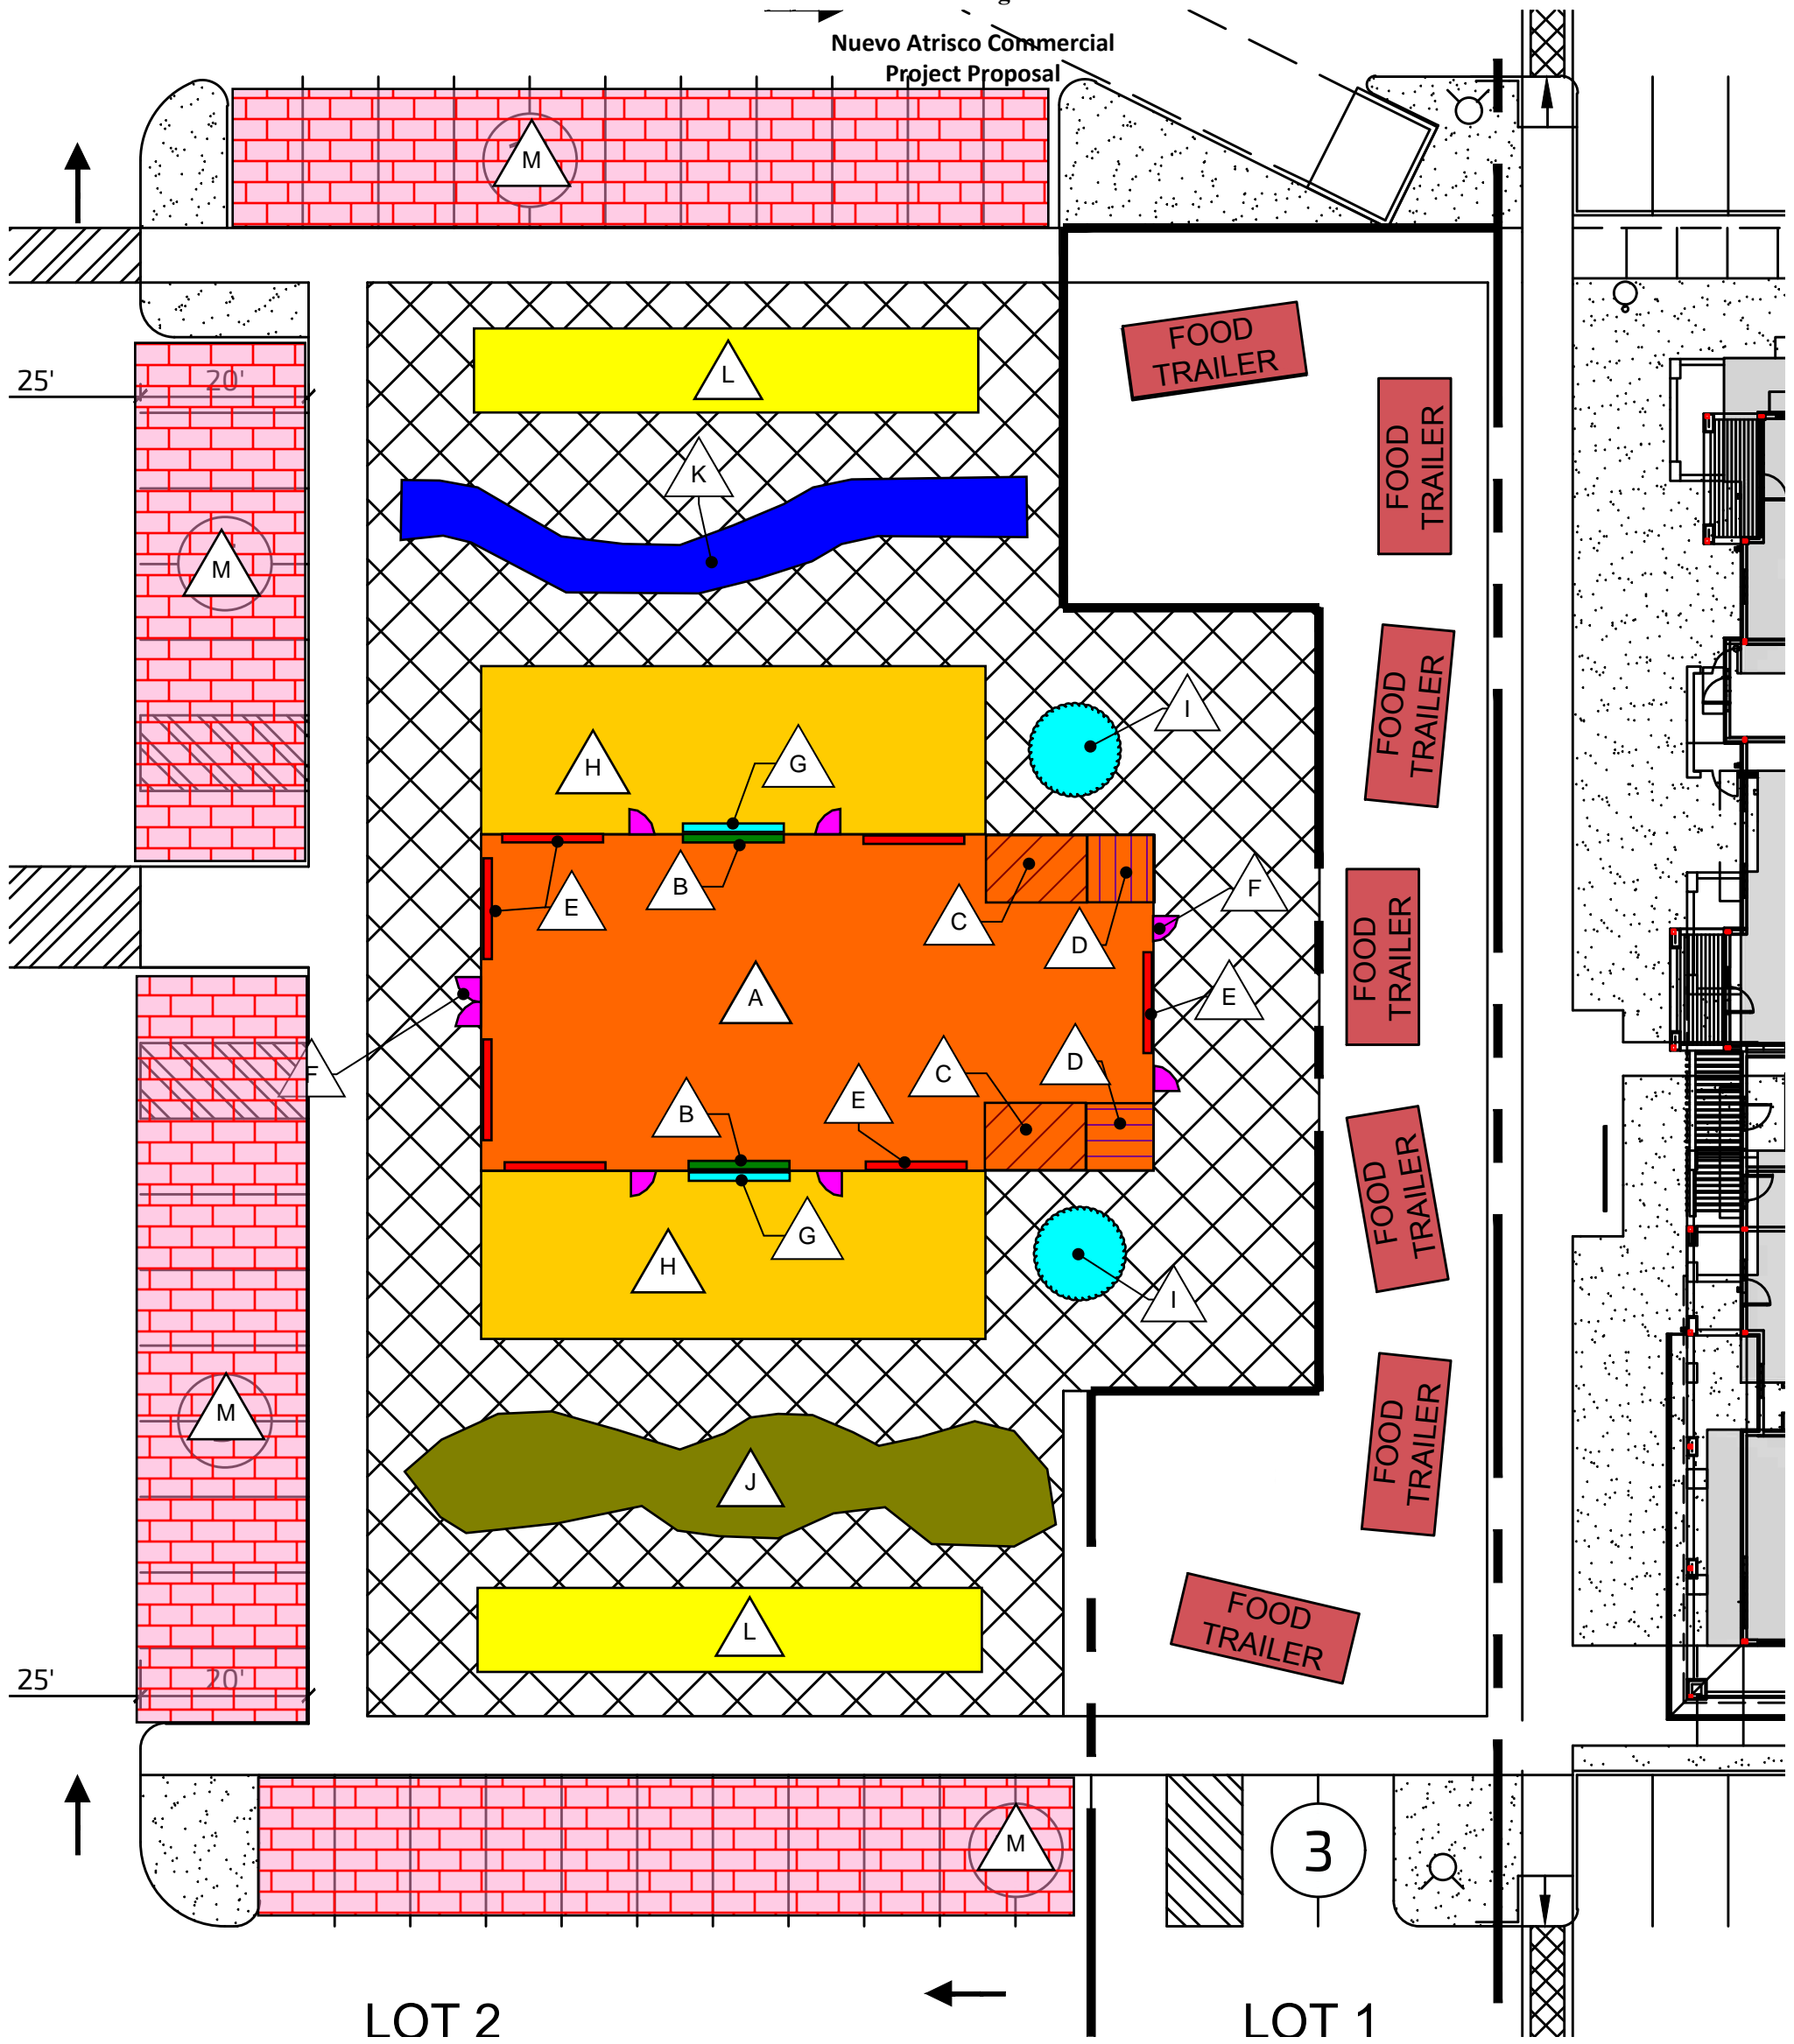 Nuevo Atrisco Commercial
Project Proposal
M
FOOD
TRAILER
25'
20'
L
FOOD
TRAILER
K
M
I
FOOD
TRAILER
H
G
B
E
C
D
F
FOOD
TRAILER
A
E
F
C
D
B
E
FOOD
TRAILER
G
H
I
M
J
FOOD
TRAILER
L
FOOD
TRAILER
25'
20'
M
3
LOT 2
LOT 1